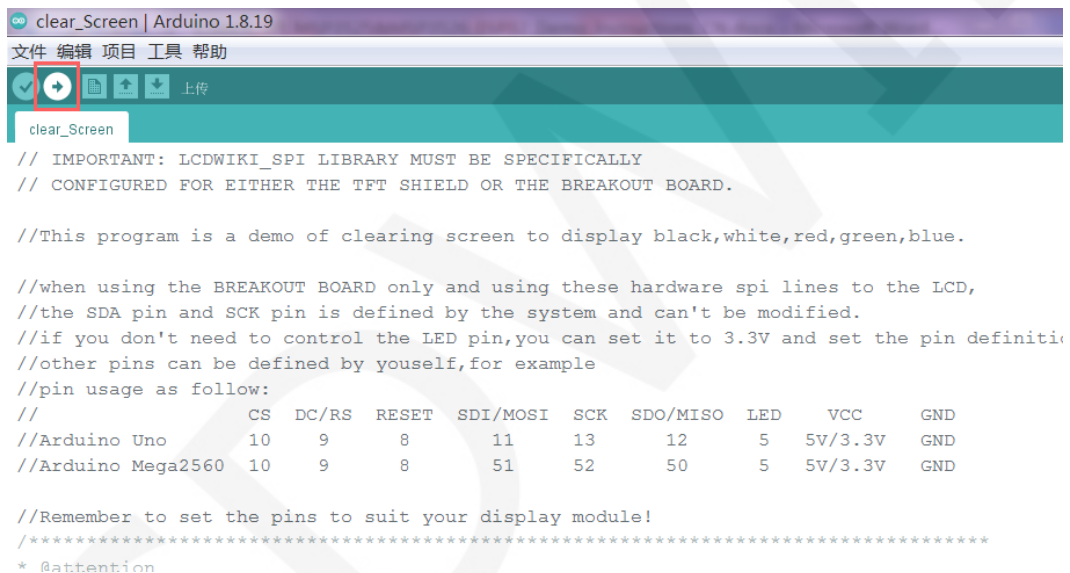 clear_Screen | Arduino 1.8.19
文件 编辑 项目 工具 帮助
上传
clear_Screen
// IMPORTANT: LCDWIKI_SPI LIBRARY MUST BE SPECIFICALLY
// CONFIGURED FOR EITHER THE TFT SHIELD OR THE BREAKOUT BOARD.
//This program is a demo of clearing screen to display black,white,red,green,blue.
//when using the BREAKOUT BOARD only and using these hardware spi lines to the LCD,
//the SDA pin and SCK pin is defined by the system and can't be modified.
//if you don't need to control the LED pin,you can set it to 3.3V and set the pin definitio
//other pins can be defined by youself,for example
//pin usage as follow:
// CS DC/RS RESET SDI/MOSI SCK SDO/MISO LED VCC GND
//Arduino Uno 10 9 8 11 13 12 5 5V/3.3V GND
//Arduino Mega2560 10 9 8 51 52 50 5 5V/3.3V GND
//Remember to set the pins to suit your display module!
/***********************************************************************************
* @attention